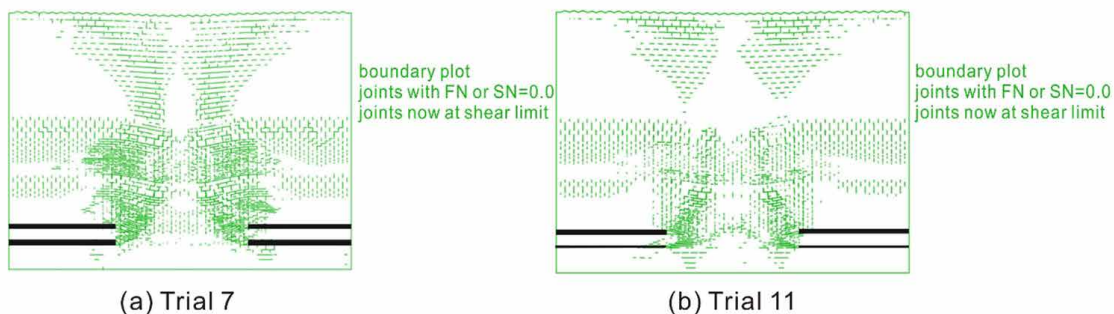 boundary plot
joints with FN or SN=0.0
joints now at shear limit
(a) Trial 7
boundary plot
joints with FN or SN=0.0
joints now at shear limit
(b) Trial 11